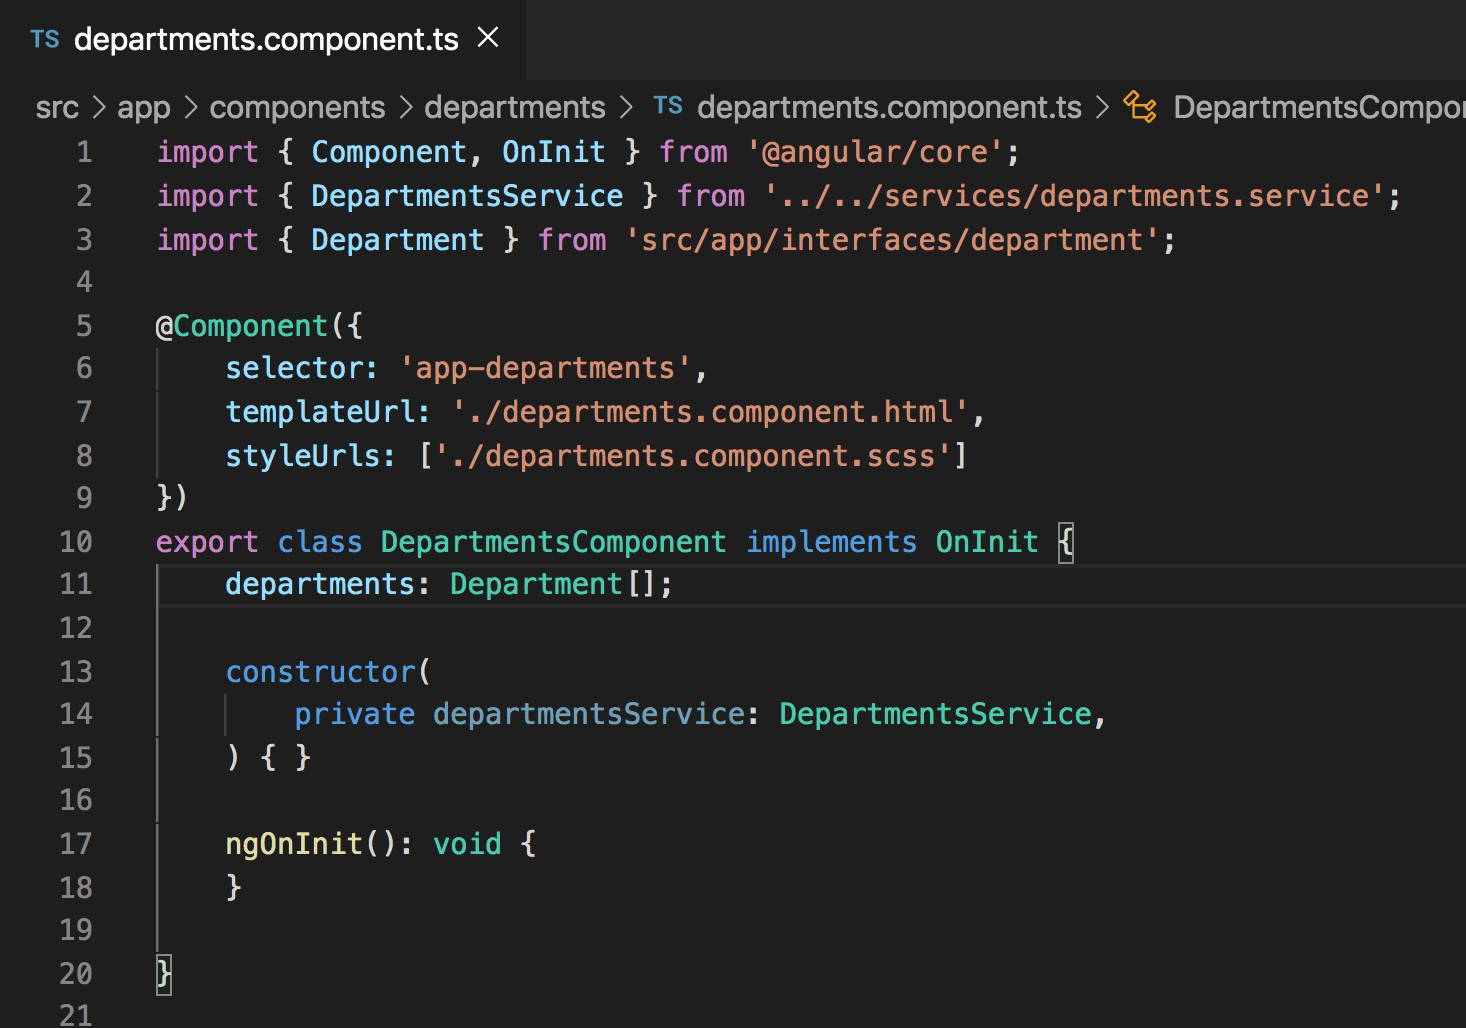 TS departments.component.ts ×
src > app > components > departments > TS departments.component.ts > DepartmentsCompo
1 import { Component, OnInit } from '@angular/core';
2 import { DepartmentsService } from '../../services/departments.service';
3 import { Department } from 'src/app/interfaces/department';
4
5 @Component({
6     selector: 'app-departments',
7     templateUrl: './departments.component.html',
8     styleUrls: ['./departments.component.scss']
9 })
10 export class DepartmentsComponent implements OnInit {
11     departments: Department[];
12
13     constructor(
14         private departmentsService: DepartmentsService,
15     ) { }
16
17     ngOnInit(): void {
18     }
19
20 }
21